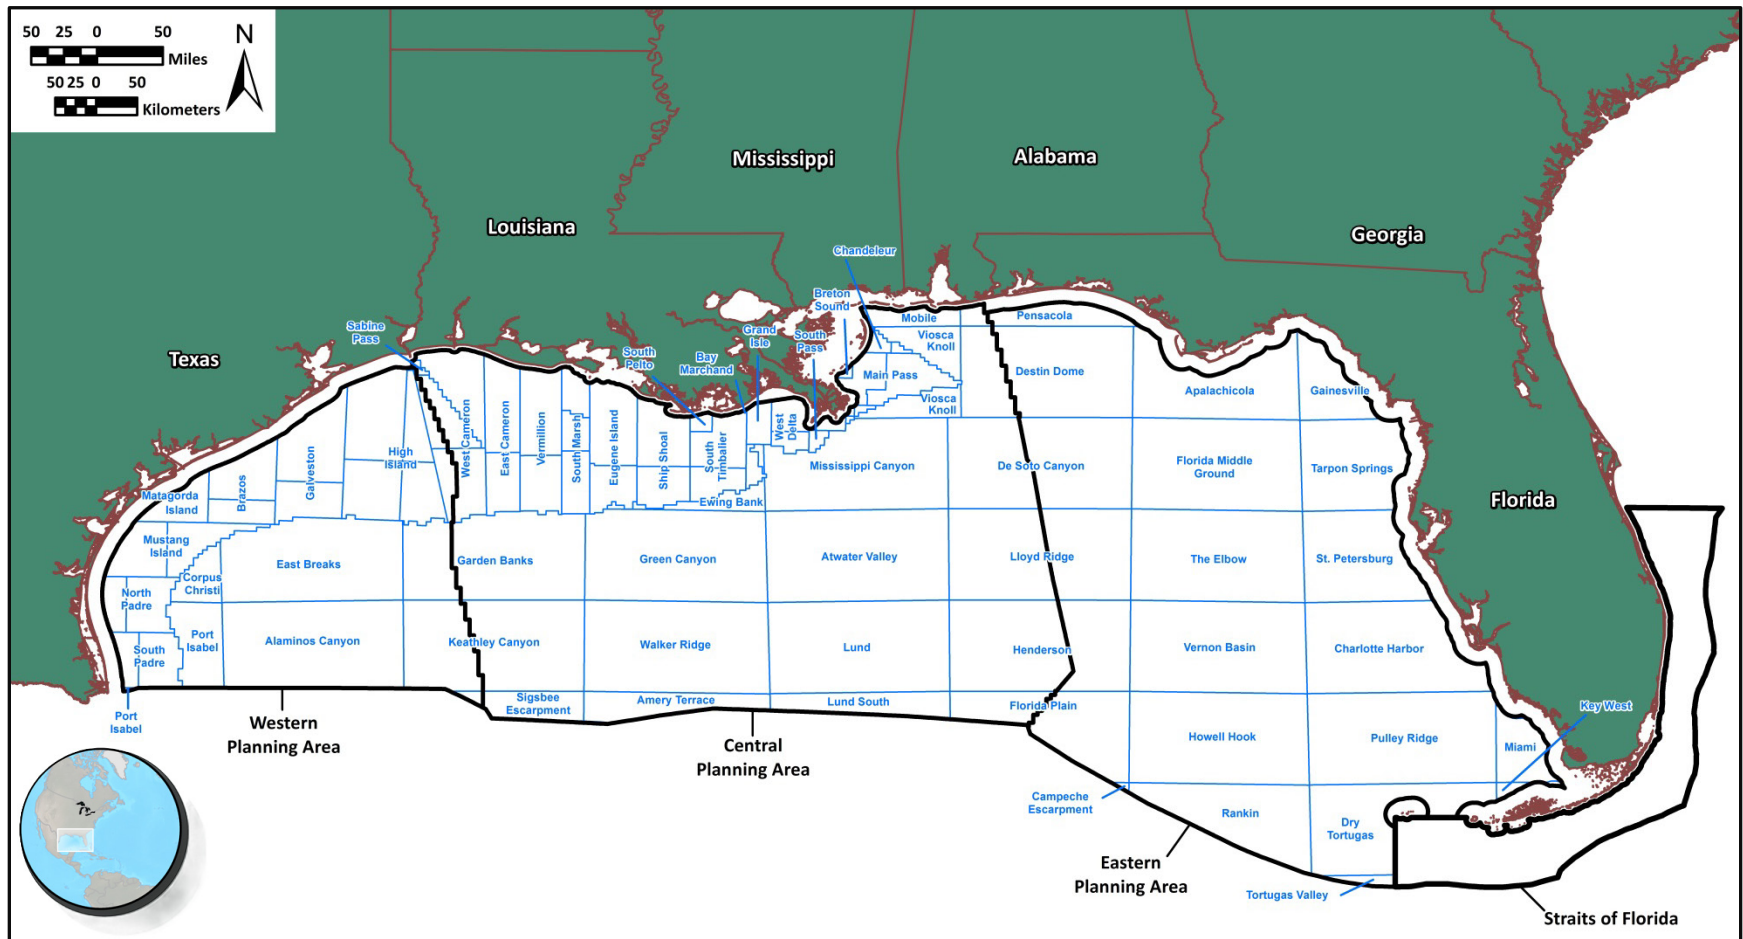 50 25 0 50
Miles
50 25 0 50
Kilometers
N
Mississippi
Alabama
Louisiana
Georgia
Texas
Florida
Chandeleur
Breton
Sound
Sabine
Pass
Grand
Isle
South
Pass
South
Pelto
Bay
Marchand
Mobile
Pensacola
Viosca
Knoll
Main Pass
Viosca
Knoll
Destin Dome
Apalachicola
Gainesville
West Cameron
East Cameron
Vermillion
South Marsh
Eugene Island
Ship Shoal
South
Timbalier
West
Delta
High
Island
Galveston
Brazos
Matagorda
Island
Mississippi Canyon
De Soto Canyon
Florida Middle
Ground
Tarpon Springs
Ewing Bank
Mustang
Island
Corpus
Christi
East Breaks
Garden Banks
Green Canyon
Atwater Valley
Lloyd Ridge
The Elbow
St. Petersburg
North
Padre
South
Padre
Port
Isabel
Alaminos Canyon
Keathley Canyon
Walker Ridge
Lund
Henderson
Vernon Basin
Charlotte Harbor
Port
Isabel
Sigsbee
Escarpment
Amery Terrace
Lund South
Florida Plain
Key West
Howell Hook
Pulley Ridge
Miami
Western
Planning Area
Central
Planning Area
Campeche
Escarpment
Rankin
Dry
Tortugas
Eastern
Planning Area
Tortugas Valley
Straits of Florida